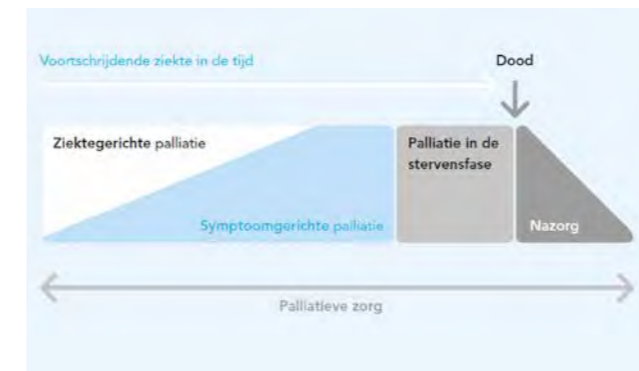 Voortschrijdende ziekte in de tijd
Dood
Ziektegerichte palliatie
Palliatie in de
stervensfase
Symptoomgerichte palliatie
Nazorg
Palliatieve zorg